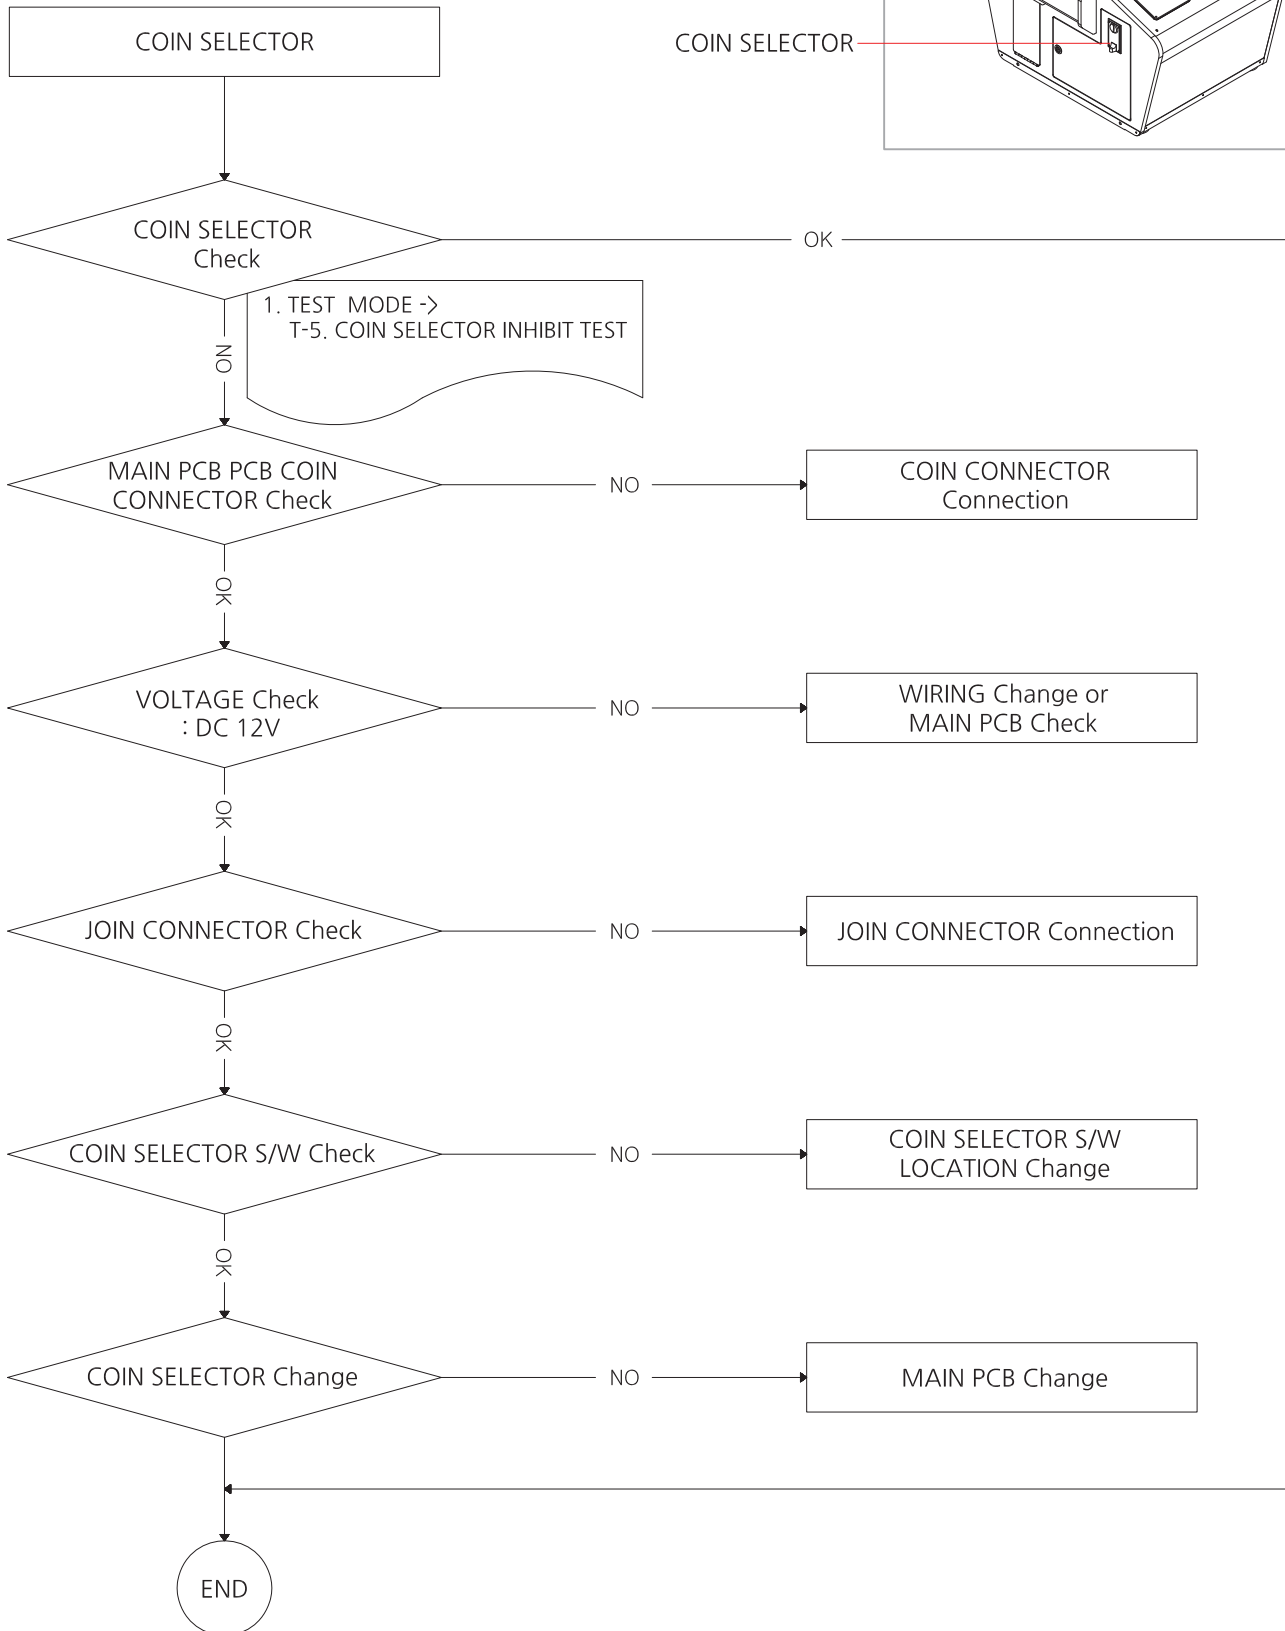 COIN SELECTOR
COIN SELECTOR
COIN SELECTOR
Check
OK
1. TEST MODE ->
T-5. COIN SELECTOR INHIBIT TEST
NO
MAIN PCB PCB COIN
CONNECTOR Check
NO
COIN CONNECTOR
Connection
OK
VOLTAGE Check
: DC 12V
NO
WIRING Change or
MAIN PCB Check
OK
JOIN CONNECTOR Check
NO
JOIN CONNECTOR Connection
OK
COIN SELECTOR S/W Check
NO
COIN SELECTOR S/W
LOCATION Change
OK
COIN SELECTOR Change
NO
MAIN PCB Change
END